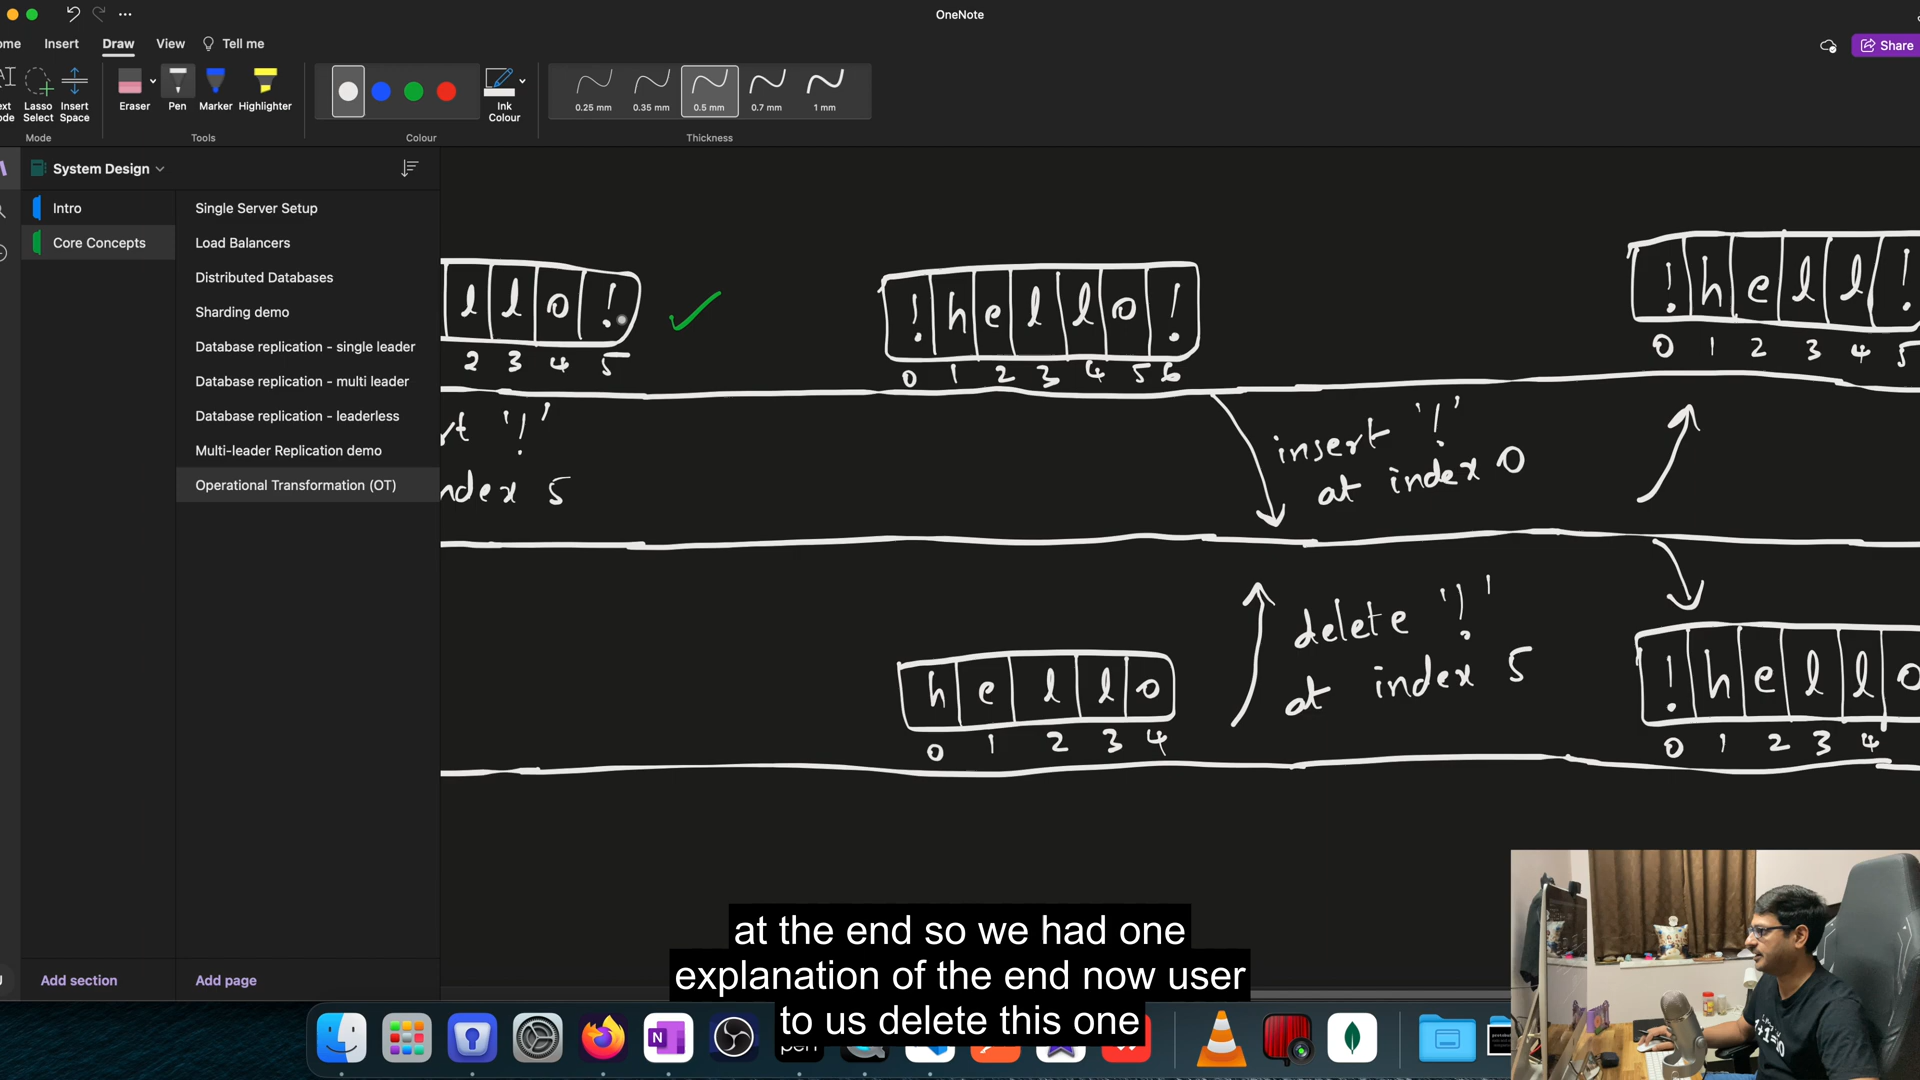 OneNote
ome Insert Draw View Tell me
Share
ext
ode
Lasso
Select
Insert
Space
Eraser
Pen
Marker
Highlighter
Ink
Colour
0.25 mm
0.35 mm
0.5 mm
0.7 mm
1 mm
Mode
Tools
Colour
Thickness
System Design
Intro
Core Concepts
Single Server Setup
Load Balancers
Distributed Databases
Sharding demo
Database replication - single leader
Database replication - multi leader
Database replication - leaderless
Multi-leader Replication demo
Operational Transformation (OT)
Add section
Add page
l l o !
2 3 4 5
! h e l l o !
0 1 2 3 4 5 6
! h e l l !
0 1 2 3 4 5
rt '!'
ndex 5
insert '!'
at index 0
delete '!'
at index 5
h e l l o
0 1 2 3 4
! h e l l o
0 1 2 3 4
at the end so we had one
explanation of the end now user
to us delete this one